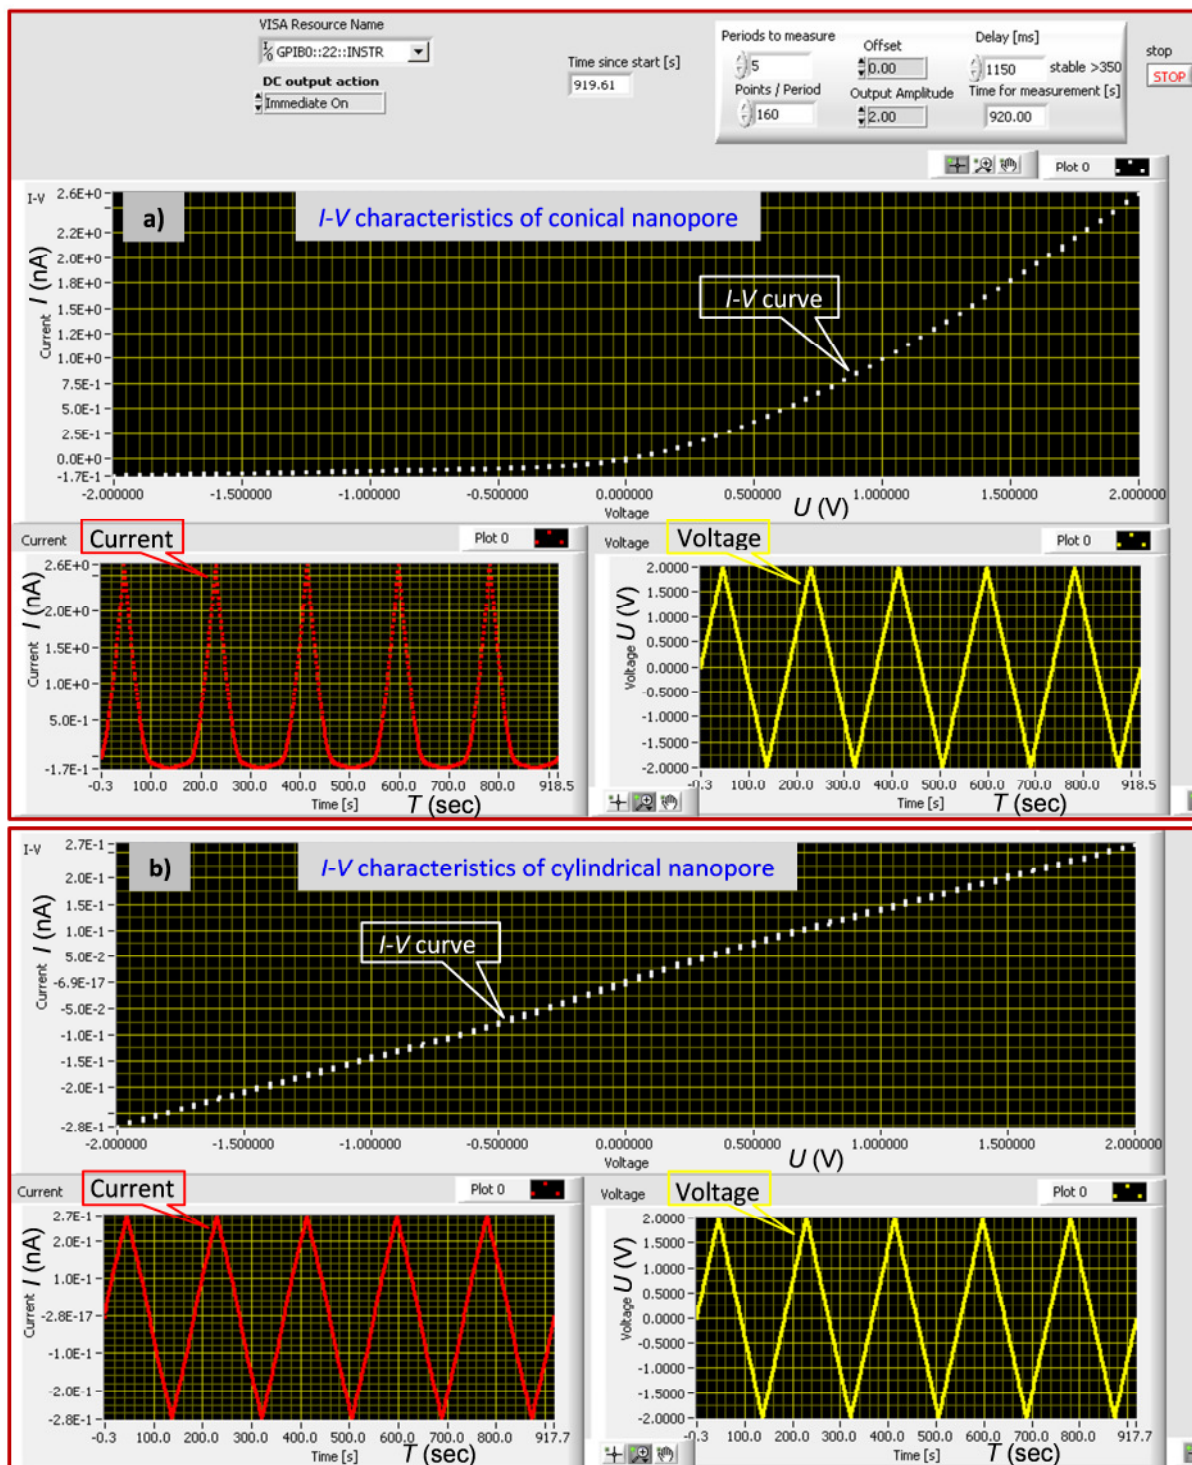 VISA Resource Name
GPIB0::22::INSTR
DC output action
Immediate On
Time since start [s]
919.61
Periods to measure
5
Points / Period
160
Offset
0.00
Output Amplitude
2.00
Delay [ms]
1150 stable >350
Time for measurement [s]
920.00
stop
STOP
Plot 0
I-V
a)
I-V characteristics of conical nanopore
I-V curve
Current I (nA)
2.6E+0
2.2E+0
2.0E+0
1.8E+0
1.5E+0
1.2E+0
1.0E+0
7.5E-1
5.0E-1
2.5E-1
0.0E+0
-1.7E-1
-2.000000 -1.500000 -1.000000 -0.500000 0.000000 0.500000 1.000000 1.500000 2.000000
Voltage U (V)
Current
Current
Plot 0
Current I (nA)
2.6E+0
2.0E+0
1.5E+0
1.0E+0
5.0E-1
-1.7E-1
-0.3 100.0 200.0 300.0 400.0 500.0 600.0 700.0 800.0 918.5
Time [s] T (sec)
Voltage
Voltage
Plot 0
Voltage U (V)
2.0000
1.5000
1.0000
0.5000
0.0000
-0.5000
-1.0000
-1.5000
-2.0000
-0.3 100.0 200.0 300.0 400.0 500.0 600.0 700.0 800.0 918.5
Time [s] T (sec)
I-V
b)
I-V characteristics of cylindrical nanopore
I-V curve
Current I (nA)
2.7E-1
2.0E-1
1.5E-1
1.0E-1
5.0E-2
-6.9E-17
-5.0E-2
-1.0E-1
-1.5E-1
-2.0E-1
-2.8E-1
-2.000000 -1.500000 -1.000000 -0.500000 0.000000 0.500000 1.000000 1.500000 2.000000
Voltage U (V)
Current
Current
Plot 0
Current I (nA)
2.7E-1
2.0E-1
1.0E-1
-2.8E-17
-1.0E-1
-2.0E-1
-2.8E-1
-0.3 100.0 200.0 300.0 400.0 500.0 600.0 700.0 800.0 917.7
Time [s] T (sec)
Voltage
Voltage
Plot 0
Voltage U (V)
2.0000
1.5000
1.0000
0.5000
0.0000
-0.5000
-1.0000
-1.5000
-2.0000
-0.3 100.0 200.0 300.0 400.0 500.0 600.0 700.0 800.0 917.7
Time [s] T (sec)